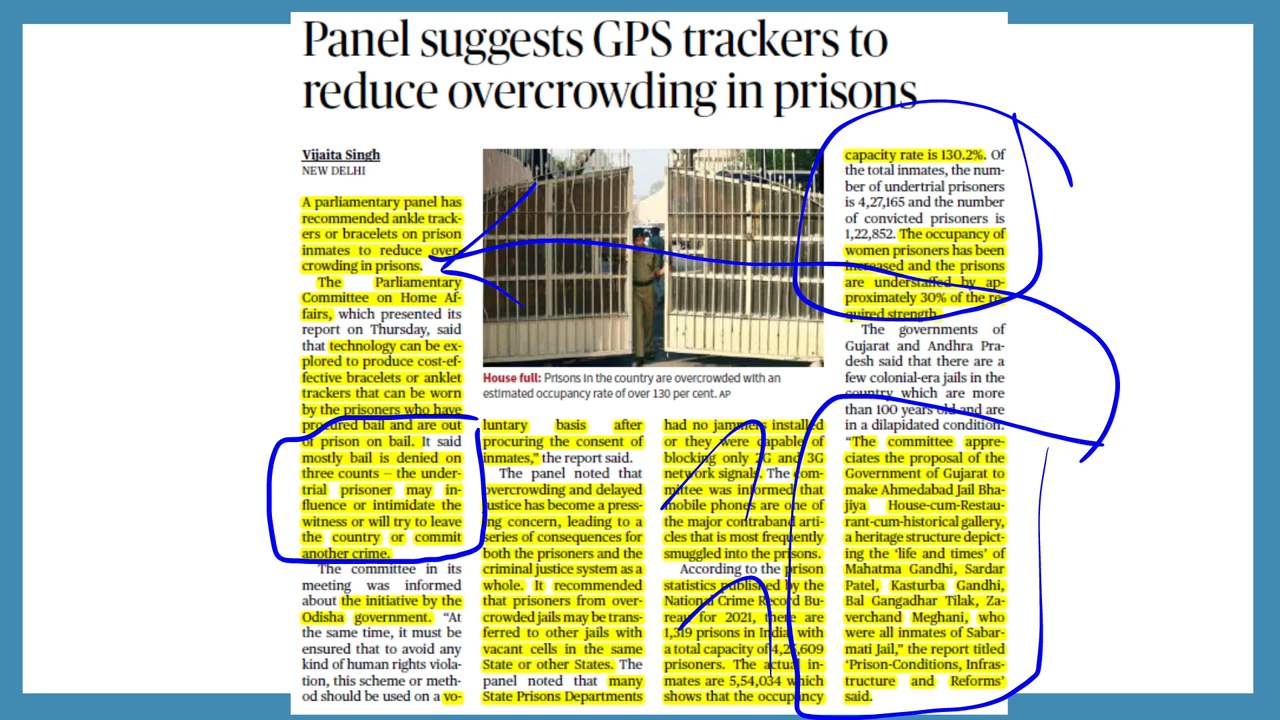 Panel suggests GPS trackers to
reduce overcrowding in prisons
Vijaita Singh
NEW DELHI
A parliamentary panel has
recommended ankle track-
ers or bracelets on prison
inmates to reduce over-
crowding in prisons.
The Parliamentary
Committee on Home Af-
fairs, which presented its
report on Thursday, said
that technology can be ex-
plored to produce cost-ef-
fective bracelets or anklet
trackers that can be worn
by the prisoners who have
procured bail and are out
of prison on bail. It said
mostly bail is denied on
three counts – the under-
trial prisoner may in-
fluence or intimidate the
witness or will try to leave
the country or commit
another crime.
The committee in its
meeting was informed
about the initiative by the
Odisha government. “At
the same time, it must be
ensured that to avoid any
kind of human rights viola-
tion, this scheme or meth-
od should be used on a vo-
House full: Prisons in the country are overcrowded with an
estimated occupancy rate of over 130 per cent. AP
luntary basis after
procuring the consent of
inmates,” the report said.
The panel noted that
overcrowding and delayed
justice has become a press-
ing concern, leading to a
series of consequences for
both the prisoners and the
criminal justice system as a
whole. It recommended
that prisoners from over-
crowded jails may be trans-
ferred to other jails with
vacant cells in the same
State or other States. The
panel noted that many
State Prisons Departments
had no jammers installed
or they were capable of
blocking only 2G and 3G
network signals. The com-
mittee was informed that
mobile phones are one of
the major contraband arti-
cles that is most frequently
smuggled into the prisons.
According to the prison
statistics published by the
National Crime Record Bu-
reau for 2021, there are
1,319 prisons in India with
a total capacity of 4,25,609
prisoners. The actual in-
mates are 5,54,034 which
shows that the occupancy
capacity rate is 130.2%. Of
the total inmates, the num-
ber of undertrial prisoners
is 4,27,165 and the number
of convicted prisoners is
1,22,852. The occupancy of
women prisoners has been
increased and the prisons
are understaffed by ap-
proximately 30% of the re-
quired strength.
The governments of
Gujarat and Andhra Pra-
desh said that there are a
few colonial-era jails in the
country which are more
than 100 years old and are
in a dilapidated condition.
“The committee appre-
ciates the proposal of the
Government of Gujarat to
make Ahmedabad Jail Bha-
jiya House-cum-Restau-
rant-cum-historical gallery,
a heritage structure depict-
ing the ‘life and times’ of
Mahatma Gandhi, Sardar
Patel, Kasturba Gandhi,
Bal Gangadhar Tilak, Za-
verchand Meghani, who
were all inmates of Sabar-
mati Jail,” the report titled
‘Prison-Conditions, Infras-
tructure and Reforms’
said.